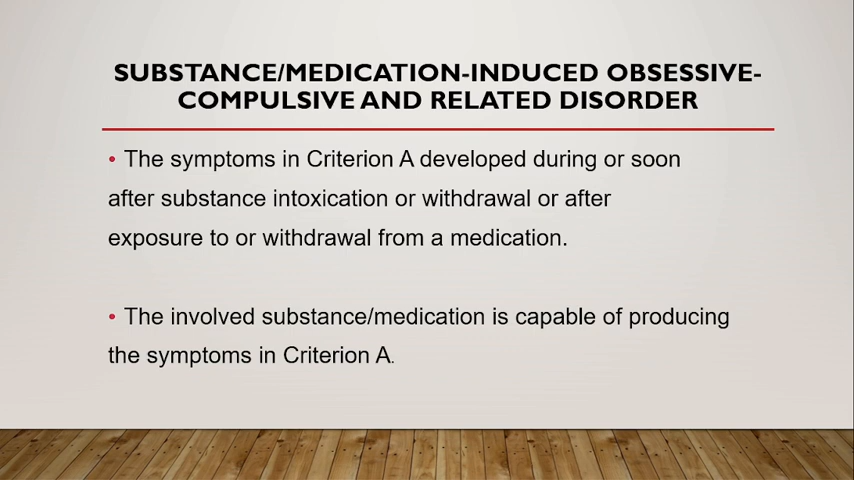 SUBSTANCE/MEDICATION-INDUCED OBSESSIVE-
COMPULSIVE AND RELATED DISORDER
• The symptoms in Criterion A developed during or soon
after substance intoxication or withdrawal or after
exposure to or withdrawal from a medication.
• The involved substance/medication is capable of producing
the symptoms in Criterion A.